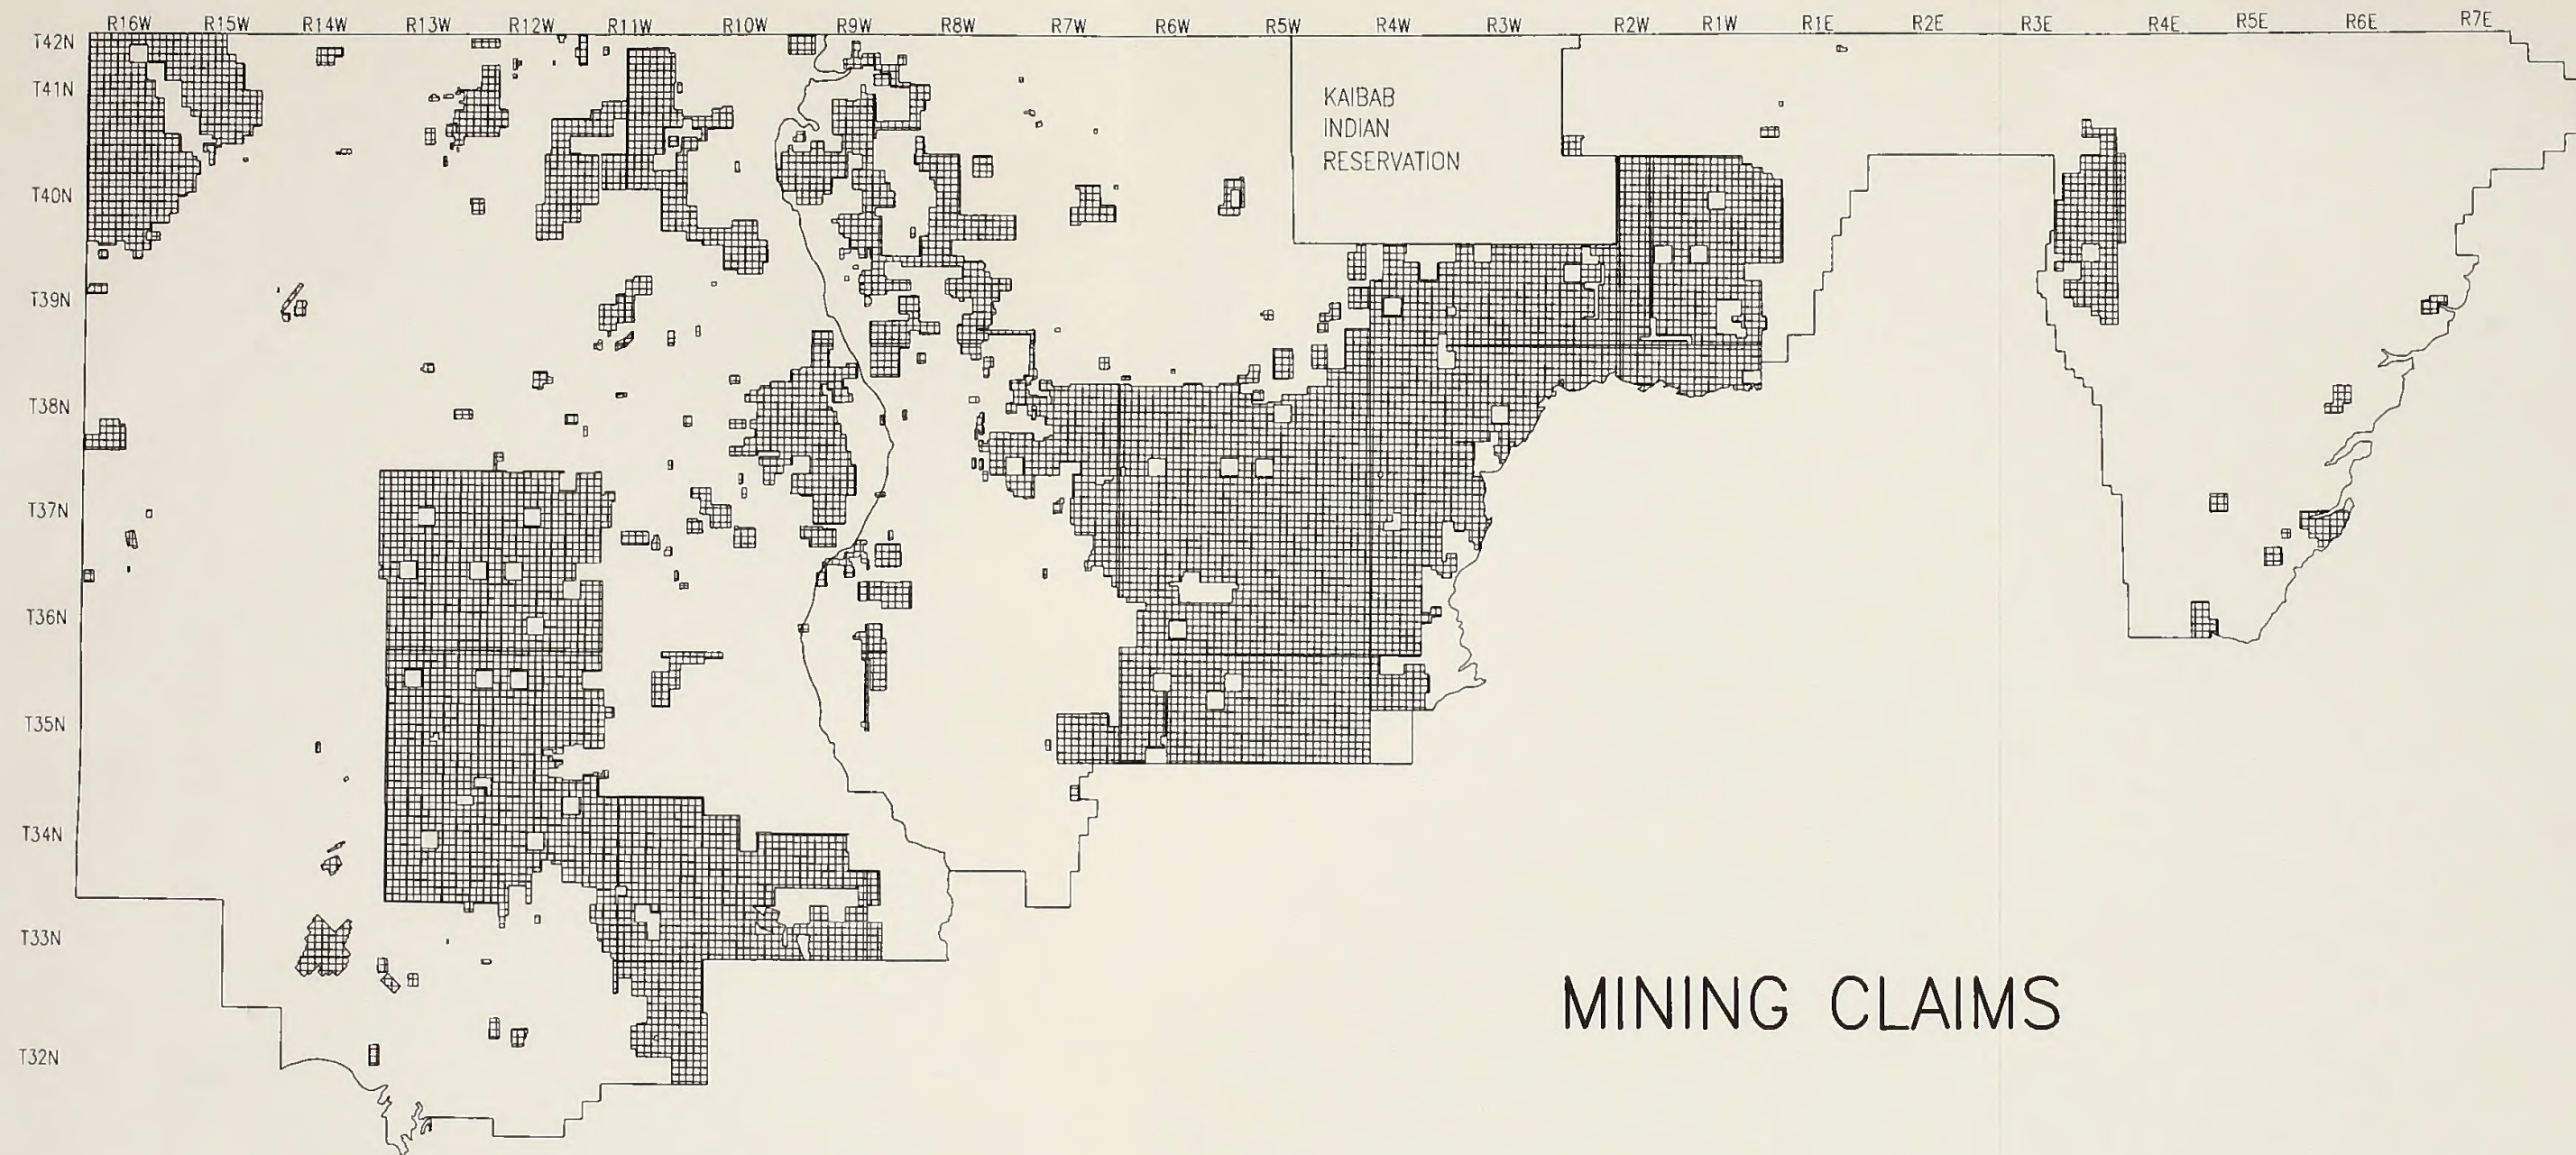 R16W R15W R14W R13W R12W R11W R10W R9W R8W R7W R6W R5W R4W R3W R2W R1W R1E R2E R3E R4E R5E R6E R7E
T42N
T41N
KAIBAB
INDIAN
RESERVATION
T40N
T39N
T38N
T37N
T36N
T35N
T34N
T33N
MINING CLAIMS
T32N